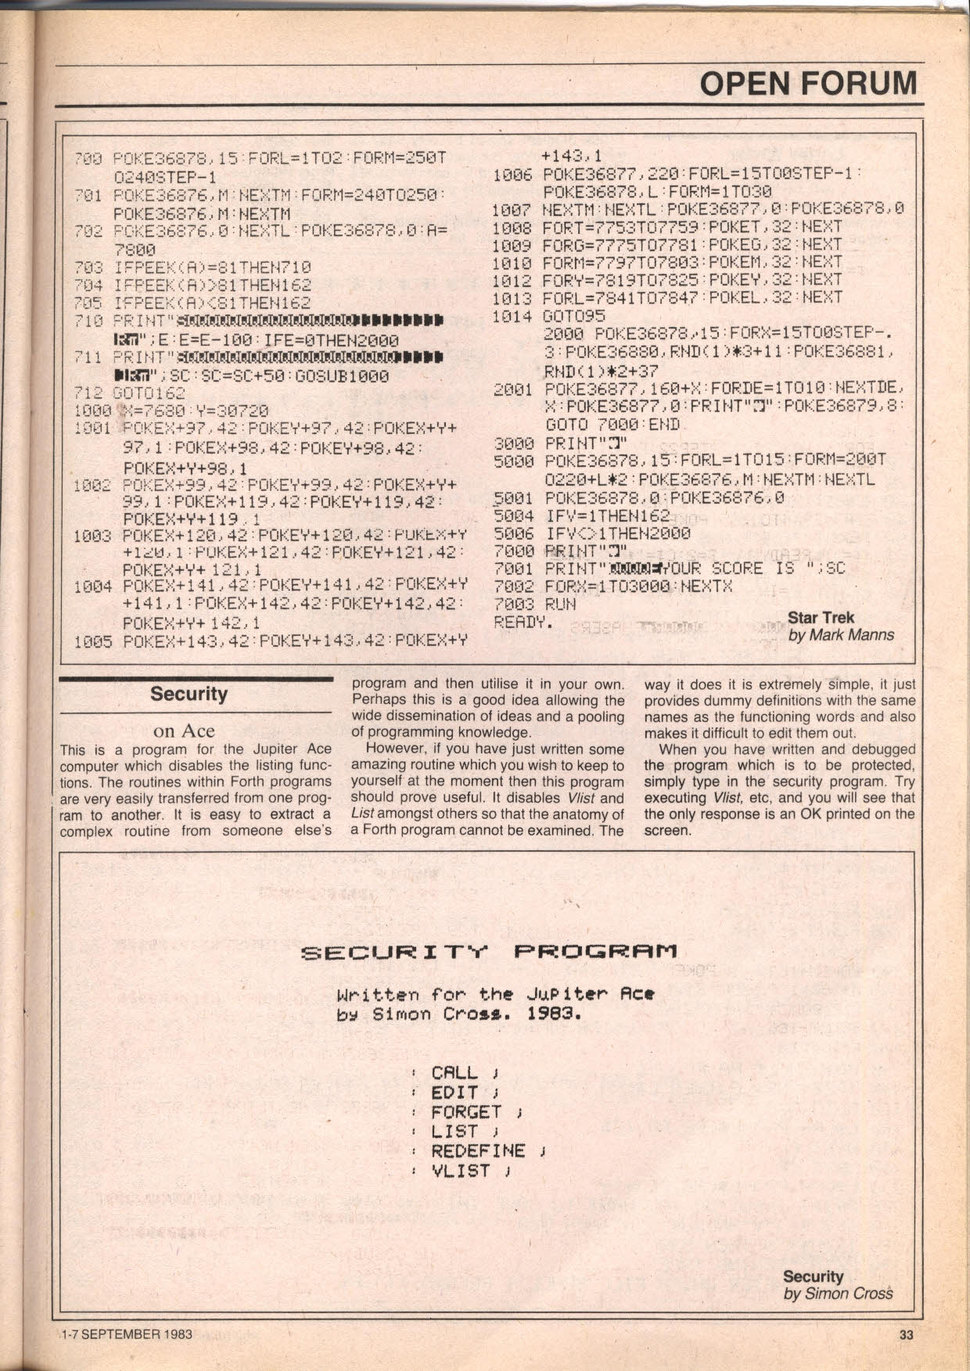 OPEN FORUM
700 POKE36878,15:FORL=1TO2:FORM=250T
O240STEP-1
701 POKE36876,M:NEXTM:FORM=240TO250:
POKE36876,M:NEXTM
702 POKE36876,0:NEXTL:POKE36878,0:A=
7800
703 IFPEEK(A)=81THEN710
704 IFPEEK(A)>81THEN162
705 IFPEEK(A)<81THEN162
710 PRINT"
";E:E=E-100:IFE=0THEN2000
711 PRINT"
";SC:SC=SC+50:GOSUB1000
712 GOTO162
1000 X=7680:Y=30720
1001 POKEX+97,42:POKEY+97,42:POKEX+Y+
97,1:POKEX+98,42:POKEY+98,42:
POKEX+Y+98,1
1002 POKEX+99,42:POKEY+99,42:POKEX+Y+
99,1:POKEX+119,42:POKEY+119,42:
POKEX+Y+119,1
1003 POKEX+120,42:POKEY+120,42:POKEX+Y
+120,1:POKEX+121,42:POKEY+121,42:
POKEX+Y+ 121,1
1004 POKEX+141,42:POKEY+141,42:POKEX+Y
+141,1:POKEX+142,42:POKEY+142,42:
POKEX+Y+ 142,1
1005 POKEX+143,42:POKEY+143,42:POKEX+Y
+143,1
1006 POKE36877,220:FORL=15TO0STEP-1:
POKE36878,L:FORM=1TO30
1007 NEXTM:NEXTL:POKE36877,0:POKE36878,0
1008 FORT=7753TO7759:POKET,32:NEXT
1009 FORG=7775TO7781:POKEG,32:NEXT
1010 FORM=7797TO7803:POKEM,32:NEXT
1012 FORY=7819TO7825:POKEY,32:NEXT
1013 FORL=7841TO7847:POKEL,32:NEXT
1014 GOTO95
2000 POKE36878,15:FORX=15TO0STEP-.
3:POKE36880,RND(1)*3+11:POKE36881,
RND(1)*2+37
2001 POKE36877,160+X:FORDE=1TO10:NEXTDE,
X:POKE36877,0:PRINT"":POKE36879,8:
GOTO 7000:END
3000 PRINT""
5000 POKE36878,15:FORL=1TO15:FORM=200T
O220+L*2:POKE36876,M:NEXTM:NEXTL
5001 POKE36878,0:POKE36876,0
5004 IFV=1THEN162
5006 IFV<>1THEN2000
7000 PRINT""
7001 PRINT"YOUR SCORE IS ";SC
7002 FORX=1TO3000:NEXTX
7003 RUN
READY.
Star Trek
by Mark Manns
Security
on Ace
This is a program for the Jupiter Ace
computer which disables the listing func-
tions. The routines within Forth programs
are very easily transferred from one prog-
ram to another. It is easy to extract a
complex routine from someone else's
program and then utilise it in your own.
Perhaps this is a good idea allowing the
wide dissemination of ideas and a pooling
of programming knowledge.
However, if you have just written some
amazing routine which you wish to keep to
yourself at the moment then this program
should prove useful. It disables Vlist and
List amongst others so that the anatomy of
a Forth program cannot be examined. The
way it does it is extremely simple, it just
provides dummy definitions with the same
names as the functioning words and also
makes it difficult to edit them out.
When you have written and debugged
the program which is to be protected,
simply type in the security program. Try
executing Vlist, etc, and you will see that
the only response is an OK printed on the
screen.
SECURITY PROGRAM
Written for the Jupiter Ace
by Simon Cross. 1983.
: CALL ;
: EDIT ;
: FORGET ;
: LIST ;
: REDEFINE ;
: VLIST ;
Security
by Simon Cross
1-7 SEPTEMBER 1983
33